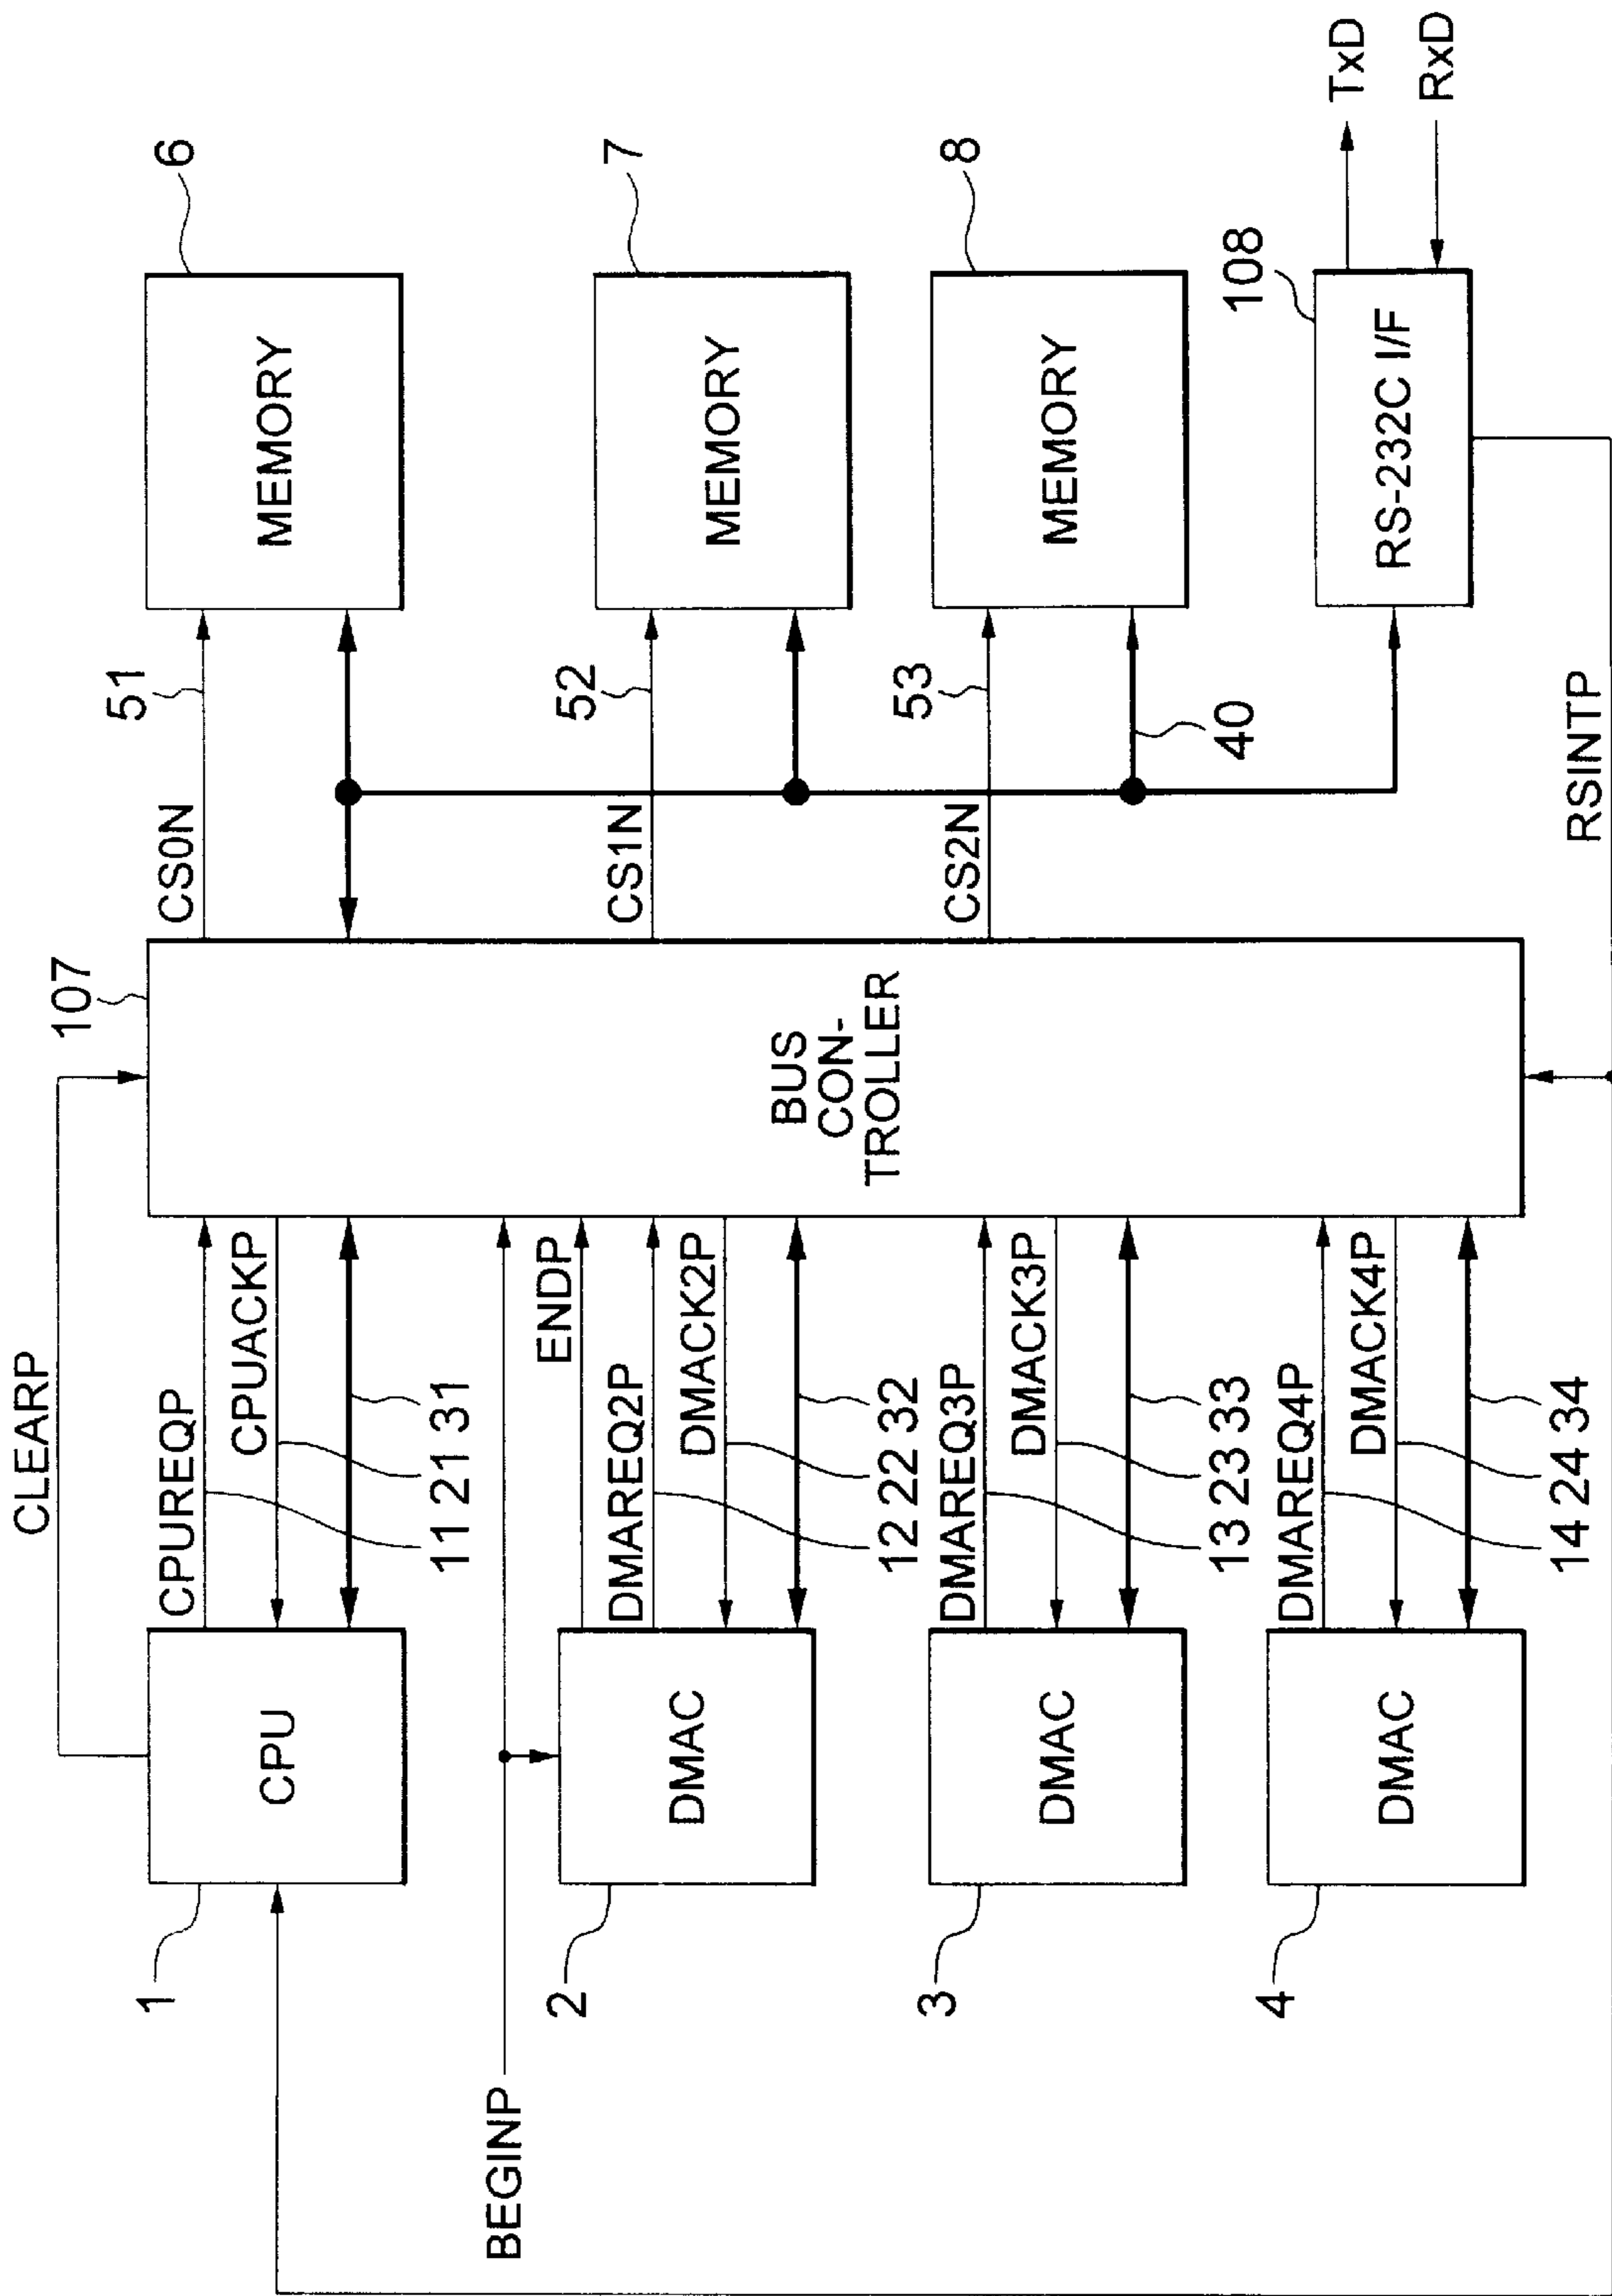 CLEARP
107
1
CPU
CPUREQP
CPUACKP
11 21 31
CS0N
51
MEMORY
6
BEGINP
2
DMAC
ENDP
DMAREQ2P
DMACK2P
12 22 32
CS1N
52
MEMORY
7
BUS
CON-
TROLLER
3
DMAC
DMAREQ3P
DMACK3P
13 23 33
CS2N
53
MEMORY
8
40
4
DMAC
DMAREQ4P
DMACK4P
14 24 34
108
RS-232C I/F
TxD
RxD
RSINTP